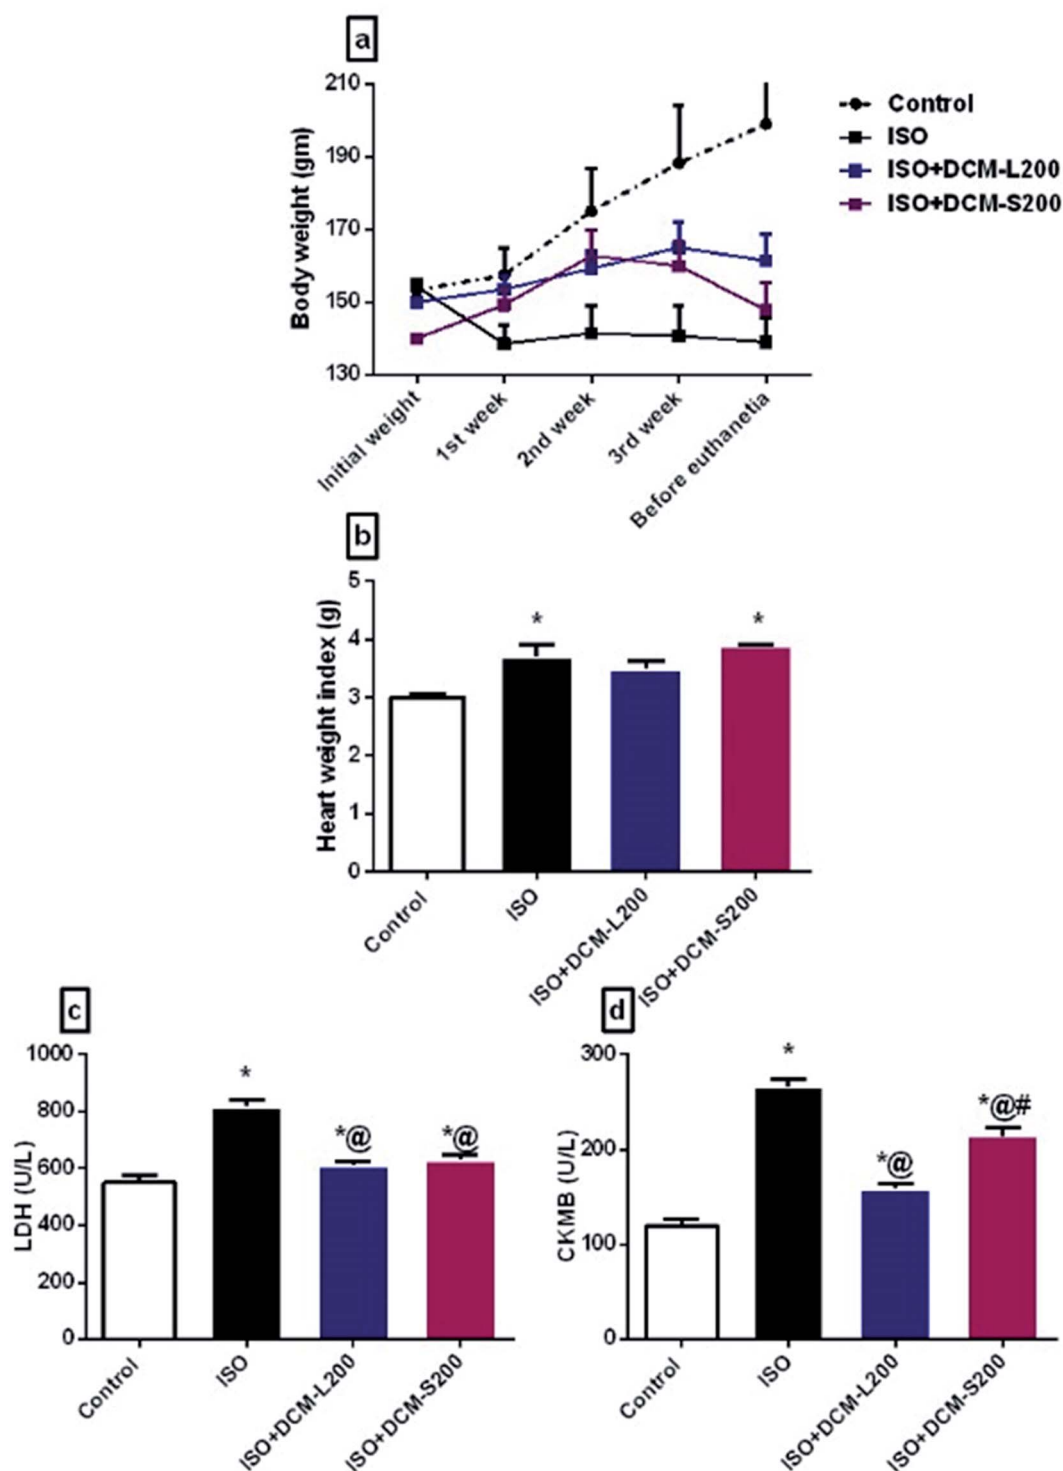 a
210
190
170
150
130
Body weight (gm)
Initial weight
1st week
2nd week
3rd week
Before euthanetia
Control
ISO
ISO+DCM-L200
ISO+DCM-S200
b
5
4
3
2
1
0
Heart weight index (g)
*
*
Control
ISO
ISO+DCM-L200
ISO+DCM-S200
c
1000
800
600
400
200
0
LDH (U/L)
*
*@
*@
Control
ISO
ISO+DCM-L200
ISO+DCM-S200
d
300
200
100
0
CKMB (U/L)
*
*@
*@#
Control
ISO
ISO+DCM-L200
ISO+DCM-S200